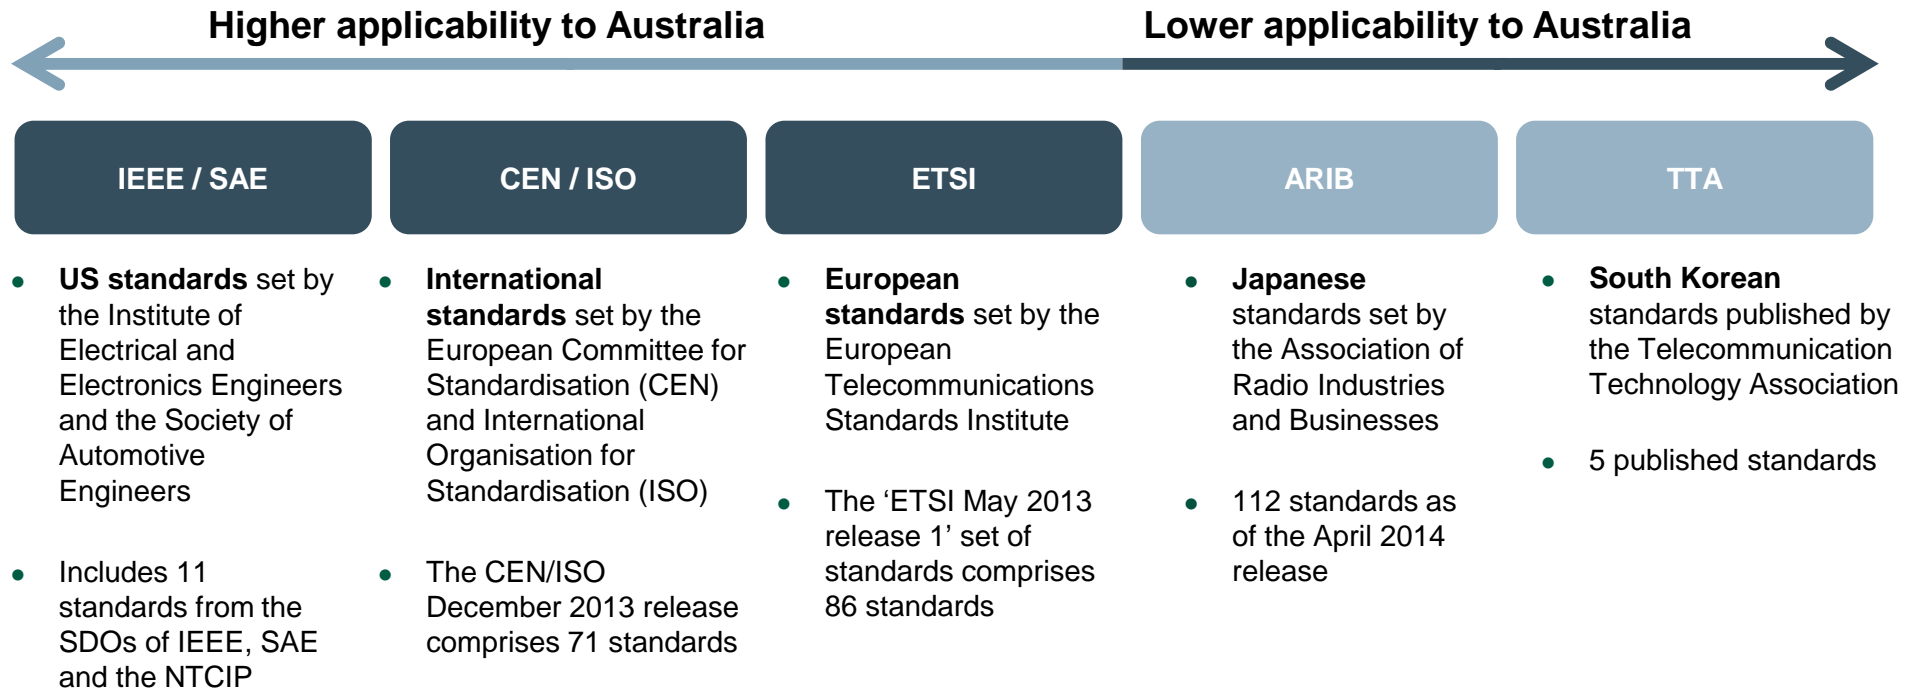 Higher applicability to Australia
Lower applicability to Australia
IEEE / SAE
CEN / ISO
ETSI
ARIB
TTA
• US standards set by
the Institute of
Electrical and
Electronics Engineers
and the Society of
Automotive
Engineers
• Includes 11
standards from the
SDOs of IEEE, SAE
and the NTCIP
• International
standards set by the
European Committee for
Standardisation (CEN)
and International
Organisation for
Standardisation (ISO)
• The CEN/ISO
December 2013 release
comprises 71 standards
• European
standards set by the
European
Telecommunications
Standards Institute
• The ‘ETSI May 2013
release 1’ set of
standards comprises
86 standards
• Japanese
standards set by
the Association of
Radio Industries
and Businesses
• 112 standards as
of the April 2014
release
• South Korean
standards published by
the Telecommunication
Technology Association
• 5 published standards